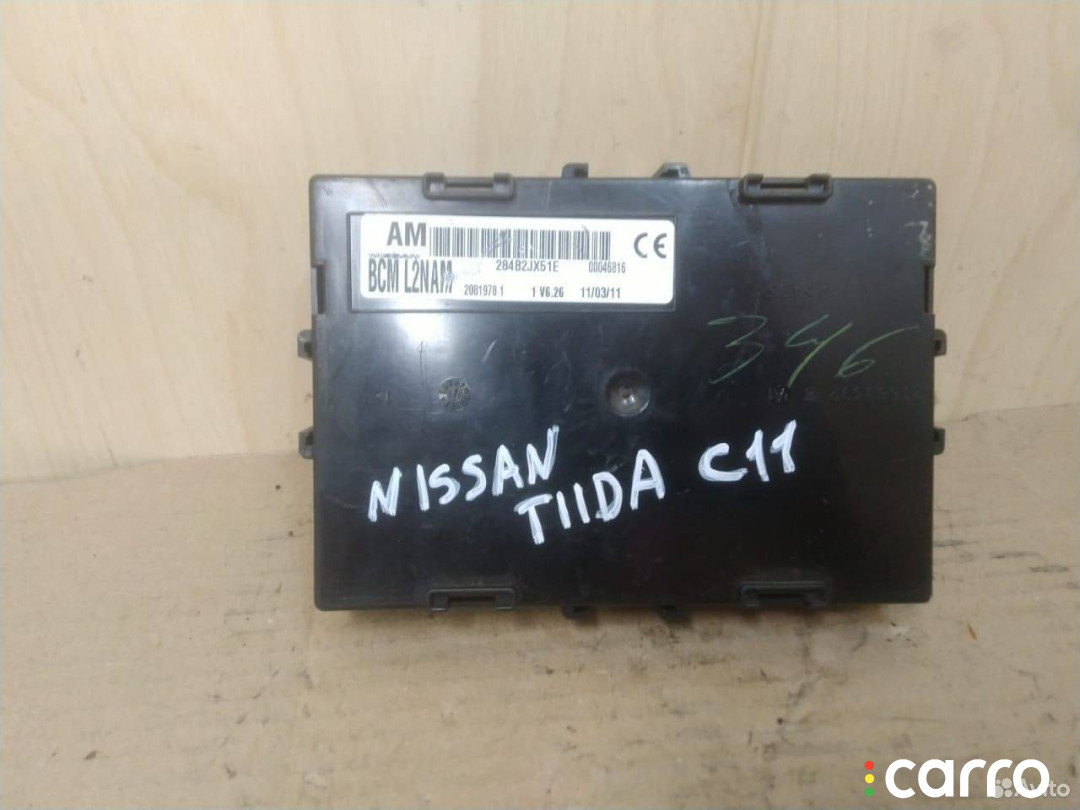 AM
CE
284B2JX51E 00046816
BCM L2NAM
2081978 1 1 V6.26 11/03/11
346
NISSAN
TIIDA C11
carro
Avito